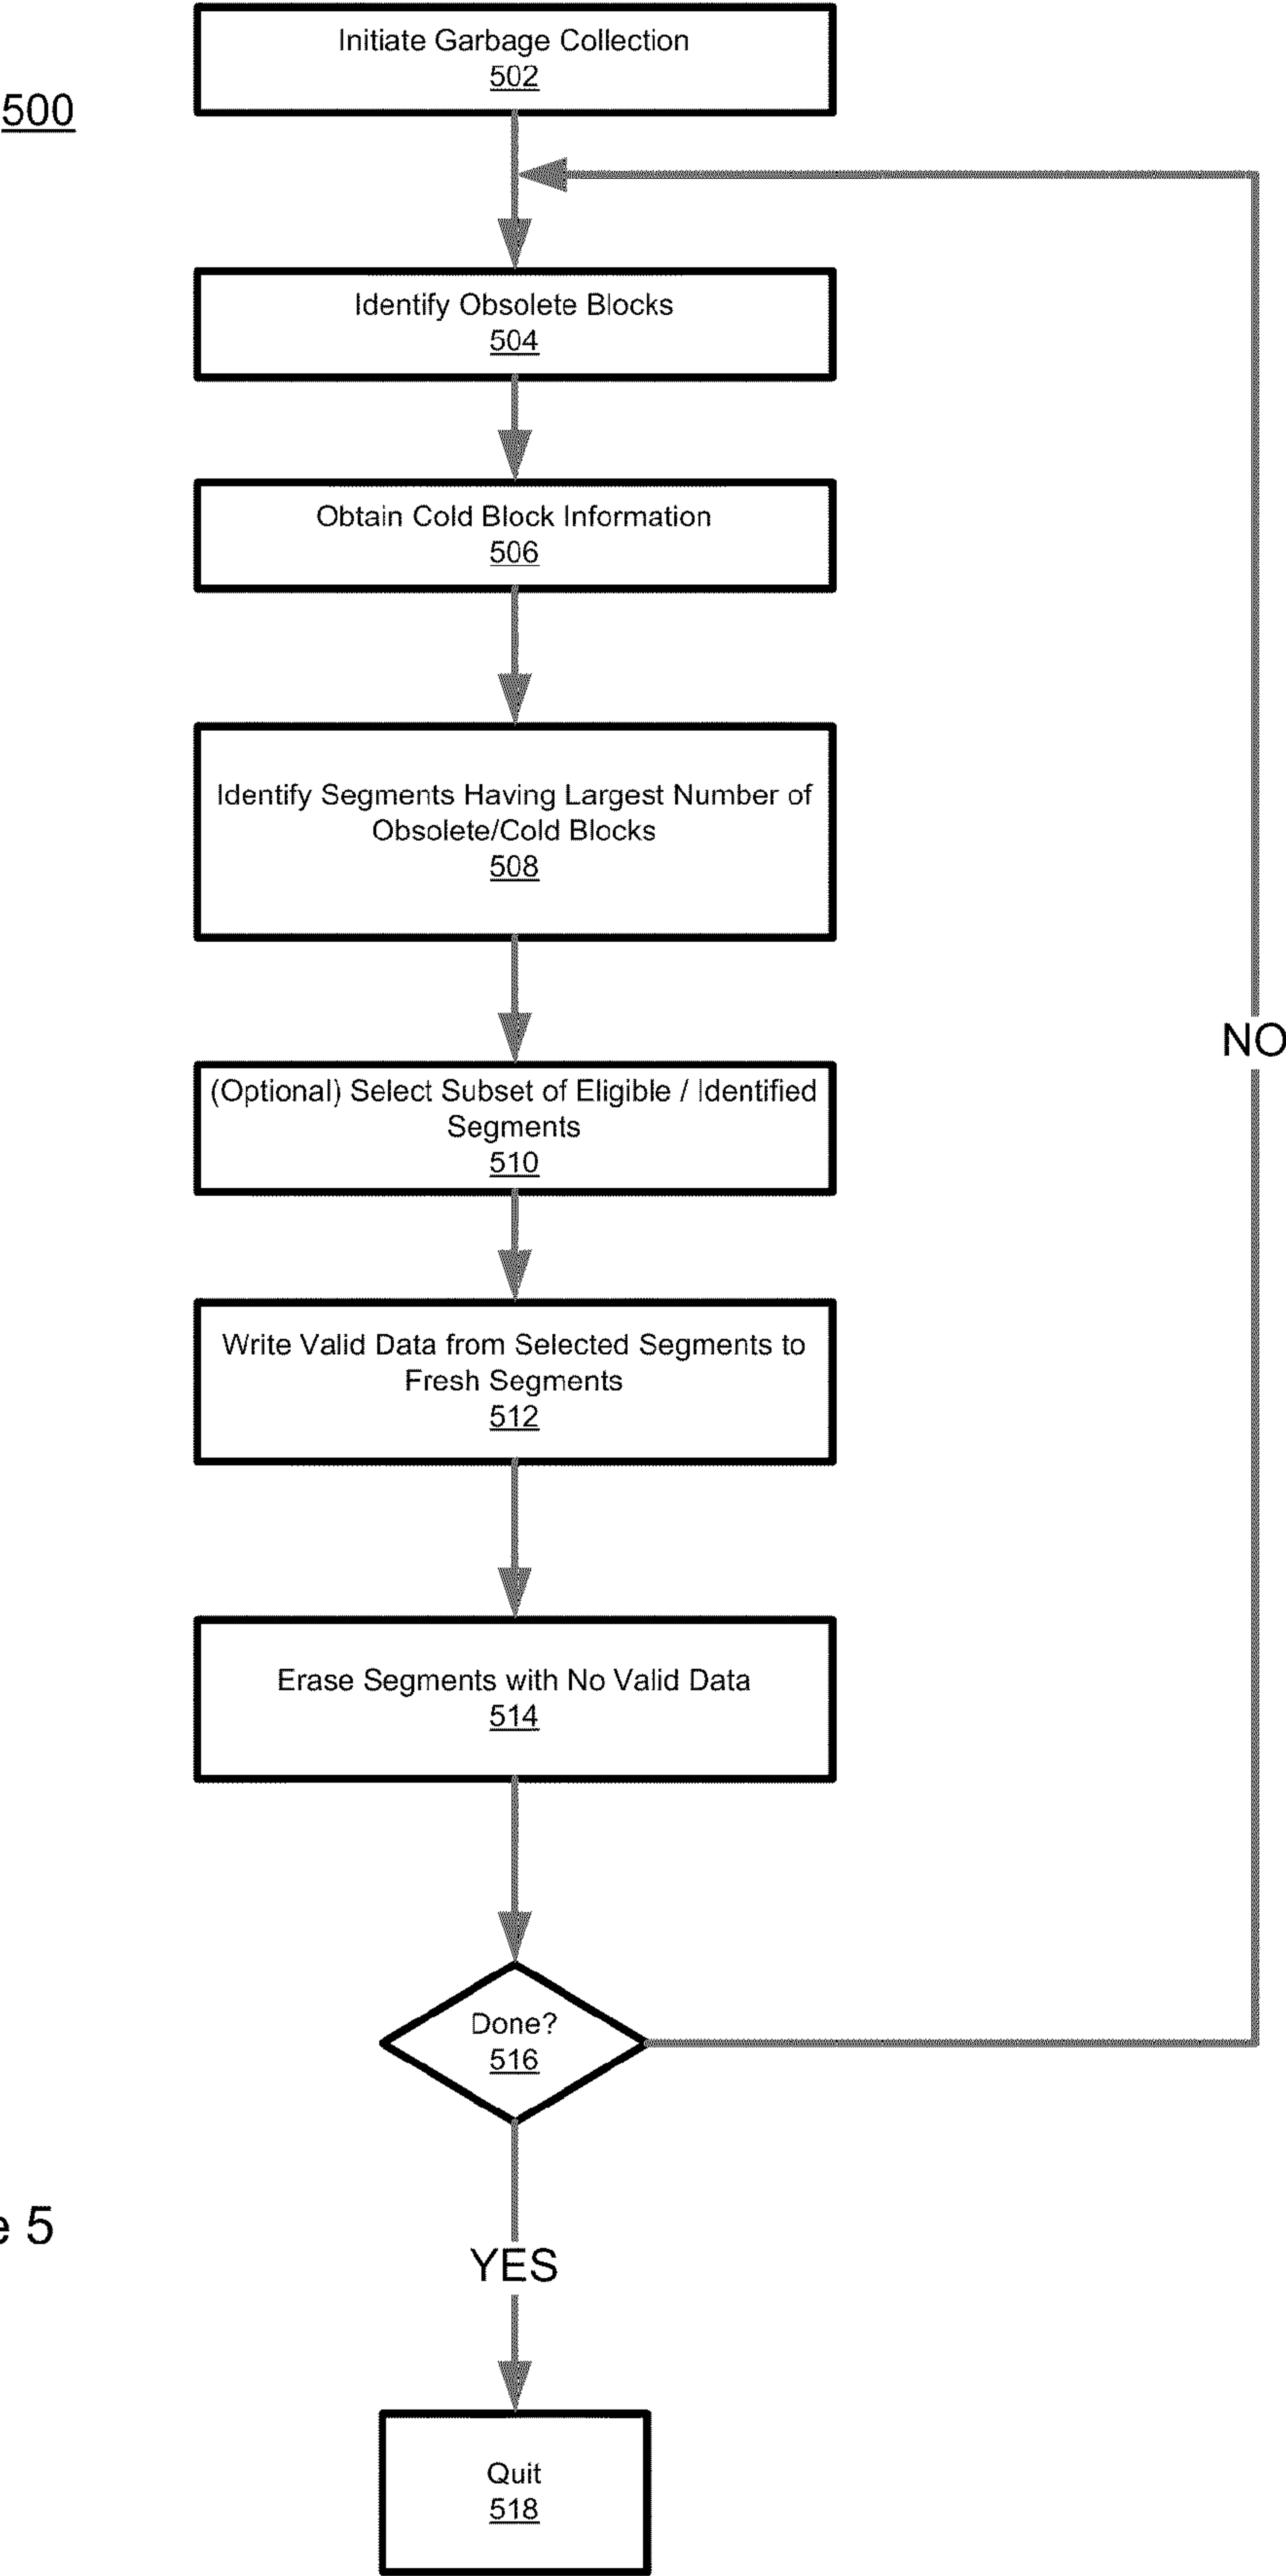 Initiate Garbage Collection
502
500
Identify Obsolete Blocks
504
Obtain Cold Block Information
506
Identify Segments Having Largest Number of
Obsolete/Cold Blocks
508
NO
(Optional) Select Subset of Eligible / Identified
Segments
510
Write Valid Data from Selected Segments to
Fresh Segments
512
Erase Segments with No Valid Data
514
Done?
516
e 5
YES
Quit
518